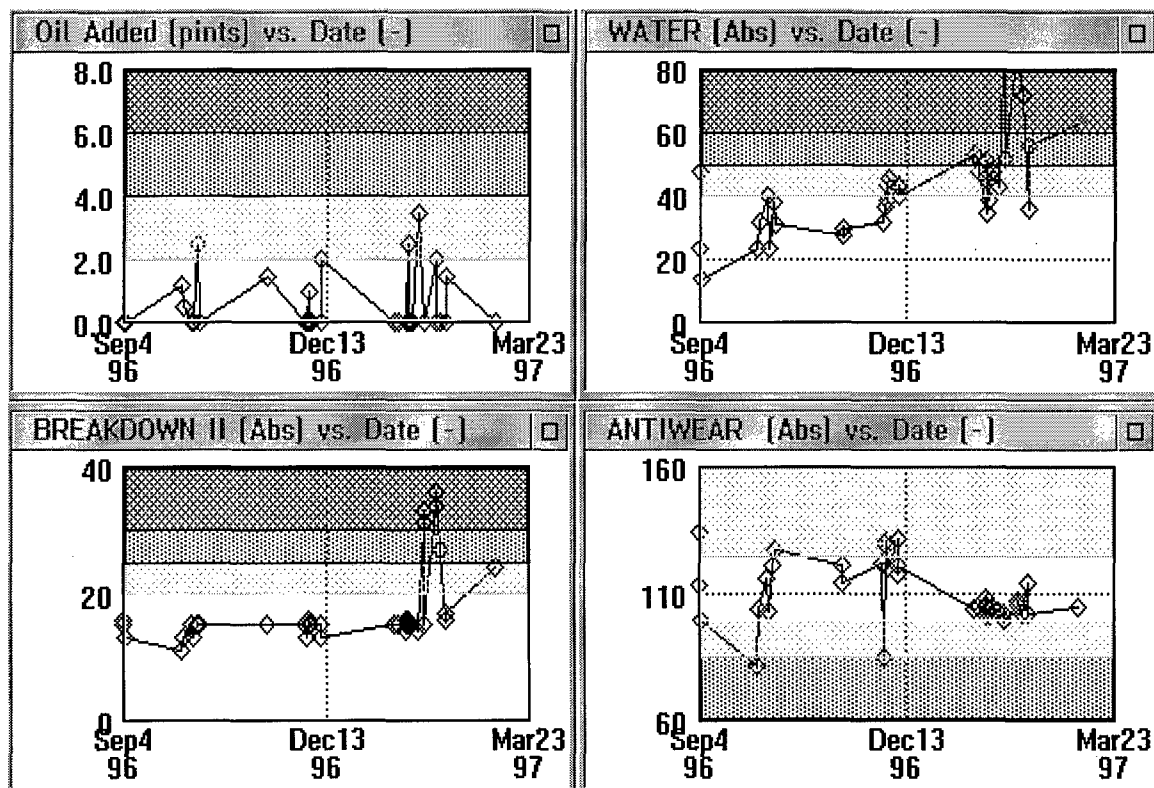 Oil Added (pints) vs. Date (-)
8.0
6.0
4.0
2.0
0.0
Sep4 Dec13 Mar23
96 96 97
WATER (Abs) vs. Date (-)
80
60
40
20
0
Sep4 Dec13 Mar23
96 96 97
BREAKDOWN II (Abs) vs. Date (-)
40
20
0
Sep4 Dec13 Mar23
96 96 97
ANTIWEAR (Abs) vs. Date (-)
160
110
60
Sep4 Dec13 Mar23
96 96 97